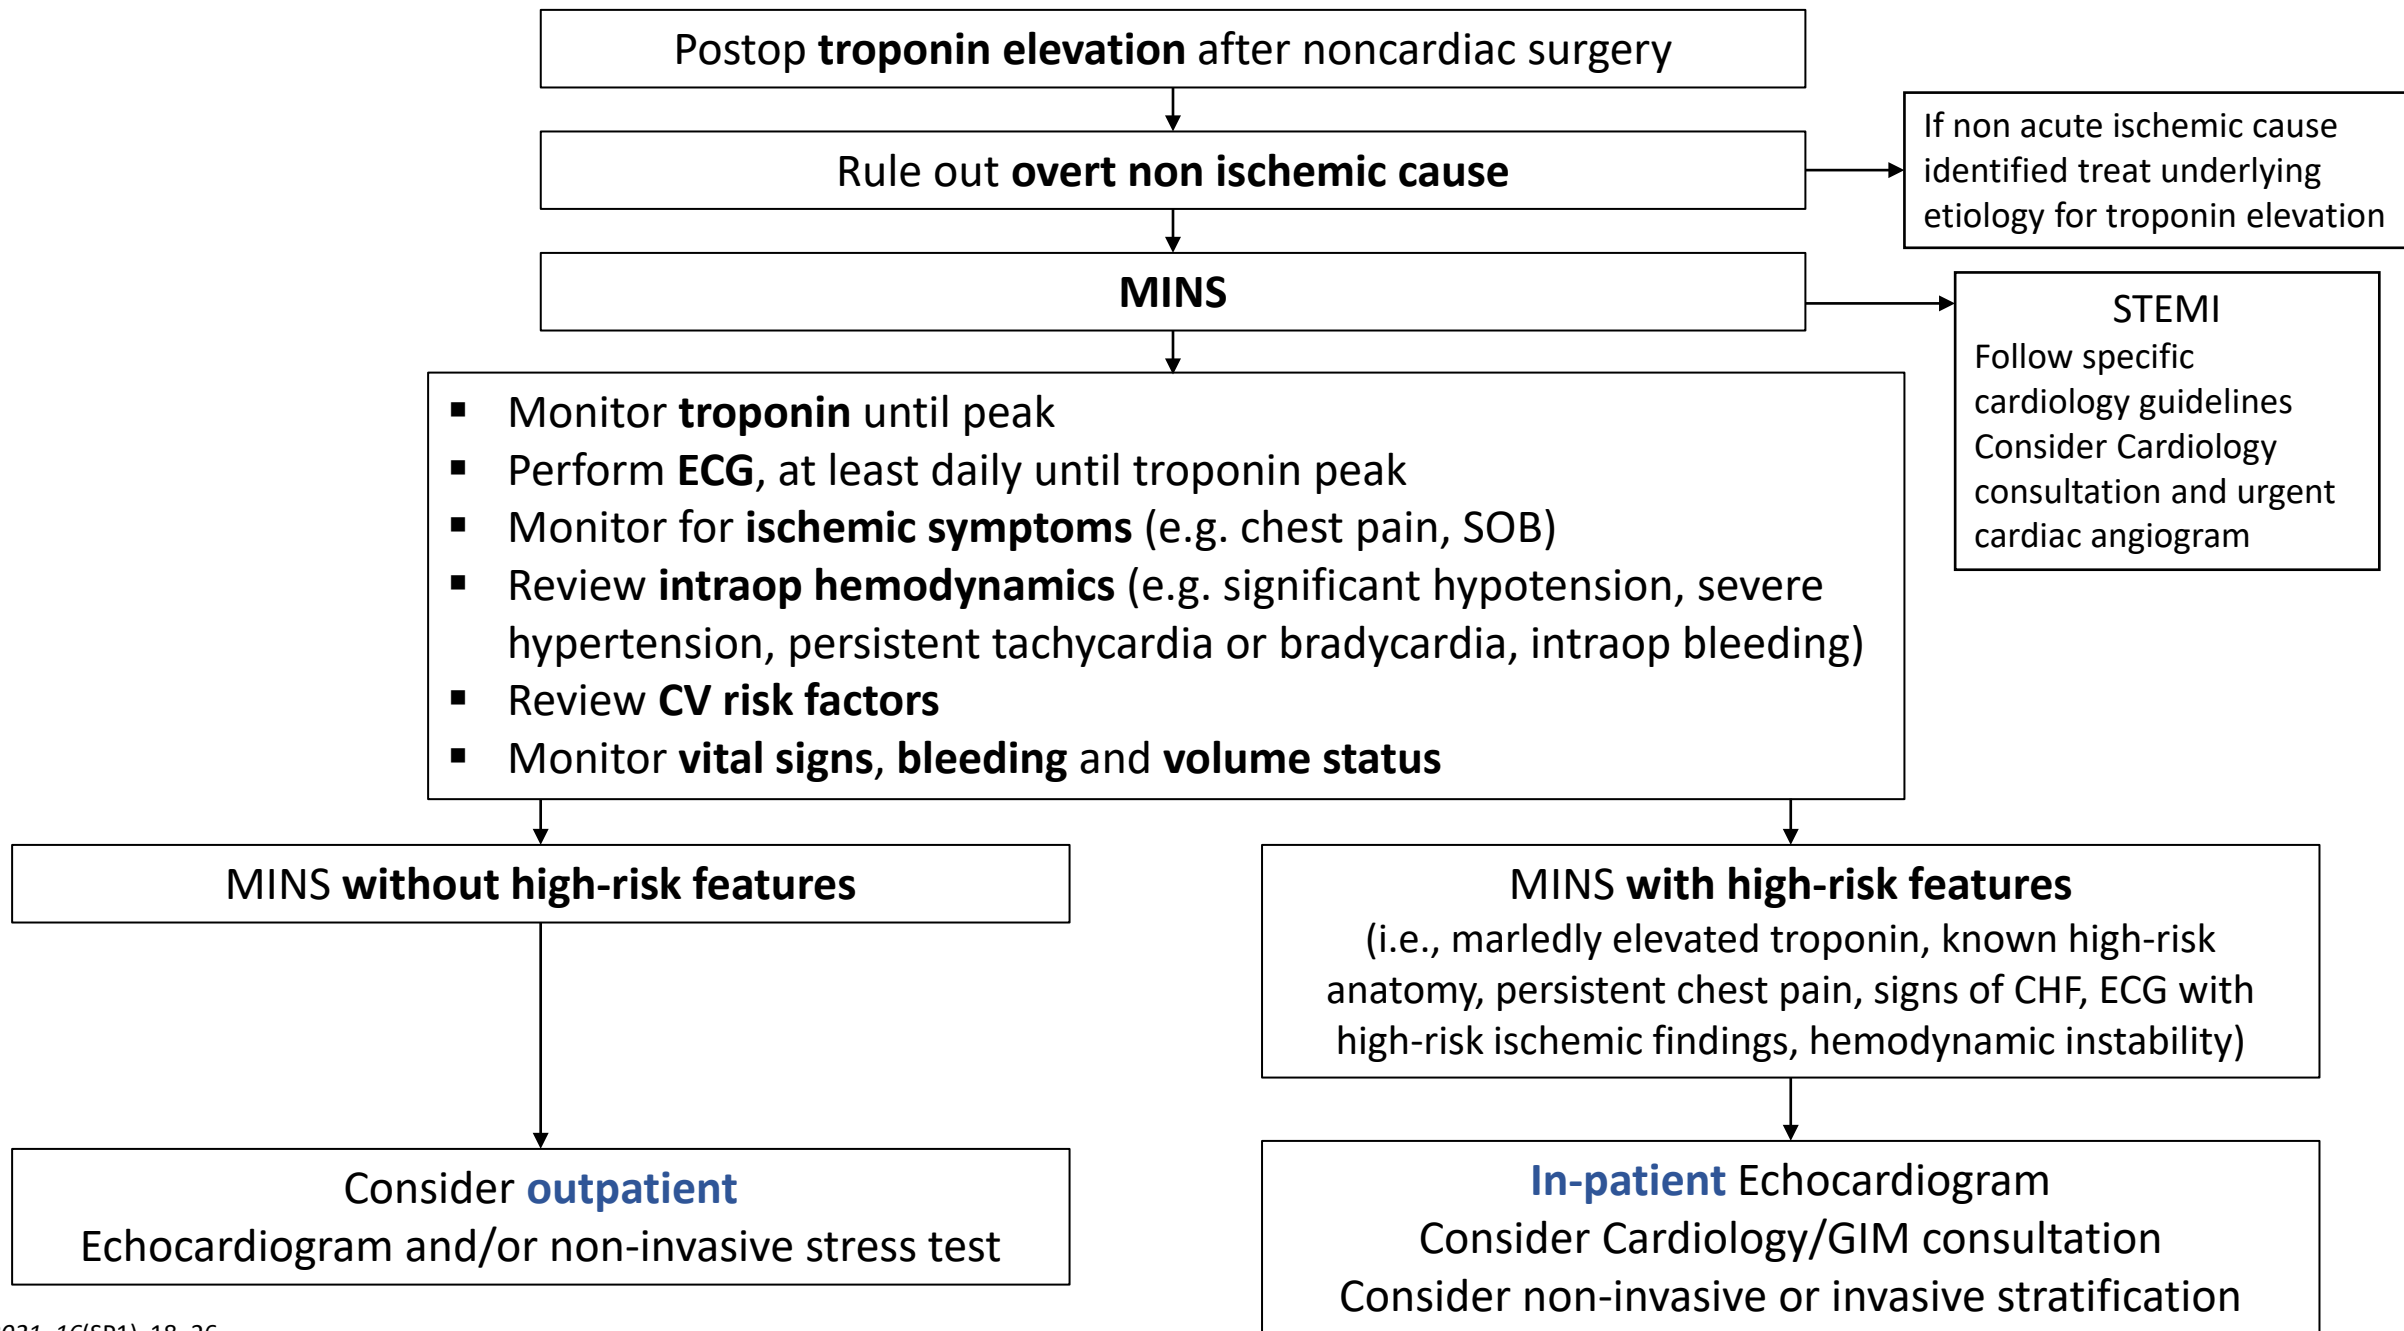 Postop troponin elevation after noncardiac surgery
Rule out overt non ischemic cause
If non acute ischemic cause
identified treat underlying
etiology for troponin elevation
MINS
STEMI
Follow specific
cardiology guidelines
Consider Cardiology
consultation and urgent
cardiac angiogram
▪ Monitor troponin until peak
▪ Perform ECG, at least daily until troponin peak
▪ Monitor for ischemic symptoms (e.g. chest pain, SOB)
▪ Review intraop hemodynamics (e.g. significant hypotension, severe
hypertension, persistent tachycardia or bradycardia, intraop bleeding)
▪ Review CV risk factors
▪ Monitor vital signs, bleeding and volume status
MINS without high-risk features
MINS with high-risk features
(i.e., marledly elevated troponin, known high-risk
anatomy, persistent chest pain, signs of CHF, ECG with
high-risk ischemic findings, hemodynamic instability)
Consider outpatient
Echocardiogram and/or non-invasive stress test
In-patient Echocardiogram
Consider Cardiology/GIM consultation
Consider non-invasive or invasive stratification